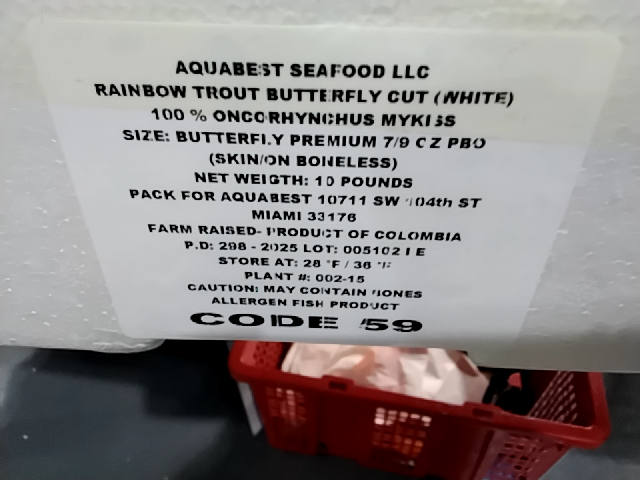 AQUABEST SEAFOOD LLC
RAINBOW TROUT BUTTERFLY CUT (WHITE)
100 % ONCORHYNCHUS MYKISS
SIZE: BUTTERFLY PREMIUM 7/9 OZ PBO
(SKIN/ON BONELESS)
NET WEIGTH: 10 POUNDS
PACK FOR AQUABEST 10711 SW 104th ST
MIAMI 33176
FARM RAISED- PRODUCT OF COLOMBIA
P.D: 298 - 2025 LOT: 005102
STORE AT: 28 °F / 38 °F
PLANT #: 002-15
CAUTION: MAY CONTAIN BONES
ALLERGEN FISH PRODUCT
CODE 59